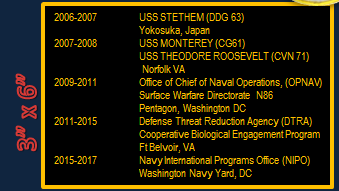 2006-2007 USS STETHEM (DDG 63)
Yokosuka, Japan
2007-2008 USS MONTEREY (CG61)
USS THEODORE ROOSEVELT (CVN 71)
Norfolk VA
2009-2011 Office of Chief of Naval Operations, (OPNAV)
Surface Warfare Directorate N86
Pentagon, Washington DC
2011-2015 Defense Threat Reduction Agency (DTRA)
Cooperative Biological Engagement Program
Ft Belvoir, VA
2015-2017 Navy International Programs Office (NIPO)
Washington Navy Yard, DC
3” x 6”